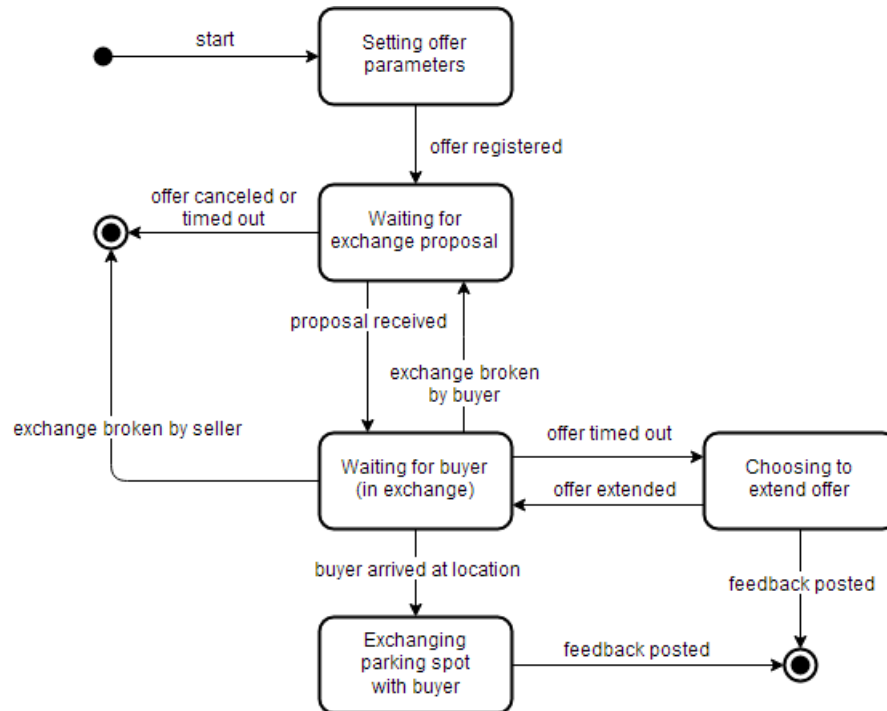 start
Setting offer
parameters
offer registered
offer canceled or
timed out
Waiting for
exchange proposal
proposal received
exchange broken
by buyer
exchange broken by seller
offer timed out
Waiting for buyer
(in exchange)
Choosing to
extend offer
offer extended
buyer arrived at location
feedback posted
Exchanging
parking spot
with buyer
feedback posted